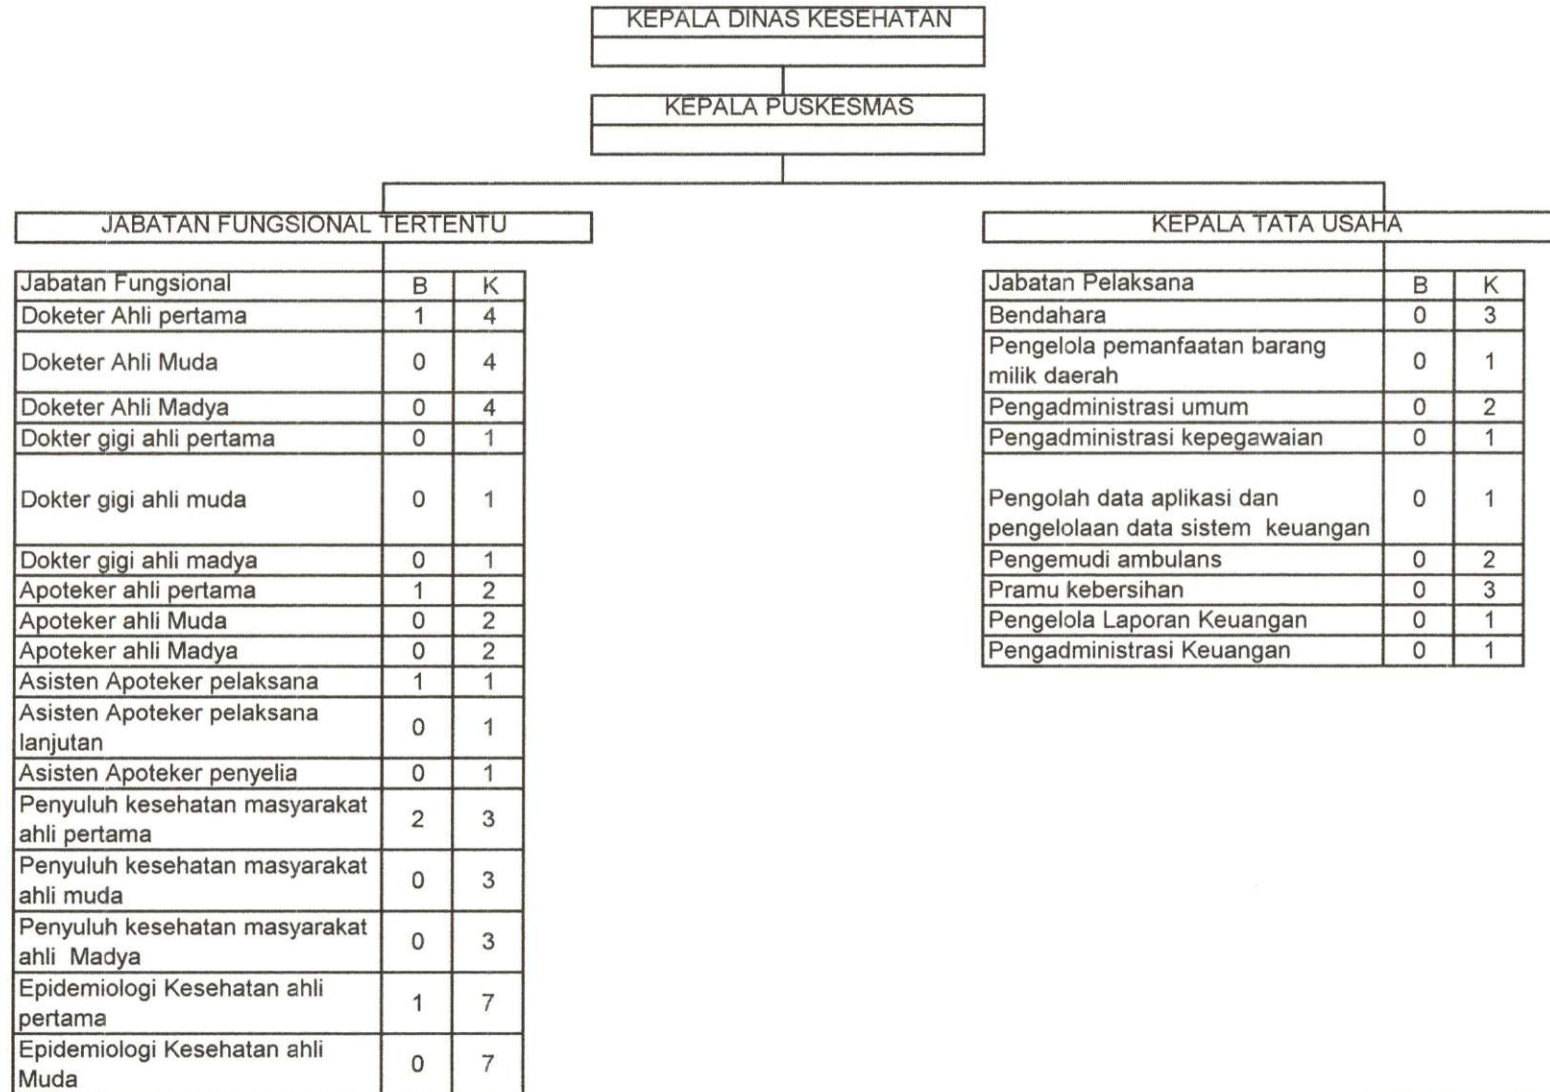 KEPALA DINAS KESEHATAN
KEPALA PUSKESMAS
JABATAN FUNGSIONAL TERTENTU
Jabatan Fungsional B K
Doketer Ahli pertama 1 4
Doketer Ahli Muda 0 4
Doketer Ahli Madya 0 4
Dokter gigi ahli pertama 0 1
Dokter gigi ahli muda 0 1
Dokter gigi ahli madya 0 1
Apoteker ahli pertama 1 2
Apoteker ahli Muda 0 2
Apoteker ahli Madya 0 2
Asisten Apoteker pelaksana 1 1
Asisten Apoteker pelaksana
lanjutan 0 1
Asisten Apoteker penyelia 0 1
Penyuluh kesehatan masyarakat
ahli pertama 2 3
Penyuluh kesehatan masyarakat
ahli muda 0 3
Penyuluh kesehatan masyarakat
ahli Madya 0 3
Epidemiologi Kesehatan ahli
pertama 1 7
Epidemiologi Kesehatan ahli
Muda 0 7
KEPALA TATA USAHA
Jabatan Pelaksana B K
Bendahara 0 3
Pengelola pemanfaatan barang
milik daerah 0 1
Pengadministrasi umum 0 2
Pengadministrasi kepegawaian 0 1
Pengolah data aplikasi dan
pengelolaan data sistem keuangan 0 1
Pengemudi ambulans 0 2
Pramu kebersihan 0 3
Pengelola Laporan Keuangan 0 1
Pengadministrasi Keuangan 0 1